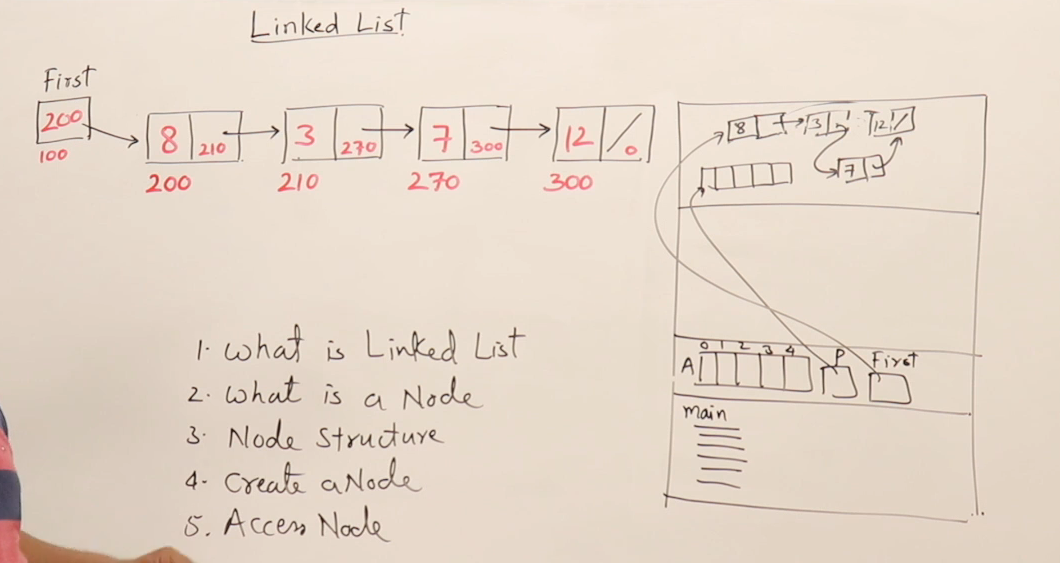 Linked List
First
200
100
8 210
3 270
7 300
12 0
200
210
270
300
1. What is Linked List
2. What is a Node
3. Node Structure
4. Create a Node
5. Access Node
8
3
12
7
0 1 2 3 4
A
P
First
main